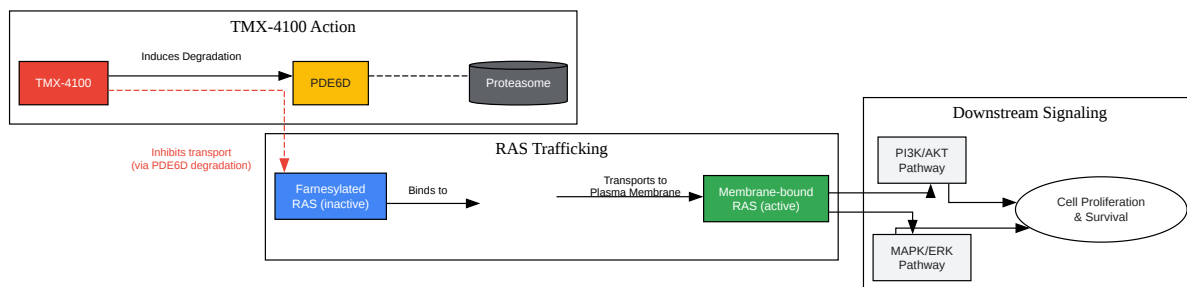 TMX-4100 Action
Induces Degradation
TMX-4100
PDE6D
Proteasome
Inhibits transport
(via PDE6D degradation)
RAS Trafficking
Farnesylated
RAS (inactive)
Binds to
Transports to
Plasma Membrane
Membrane-bound
RAS (active)
Downstream Signaling
PI3K/AKT
Pathway
MAPK/ERK
Pathway
Cell Proliferation
& Survival